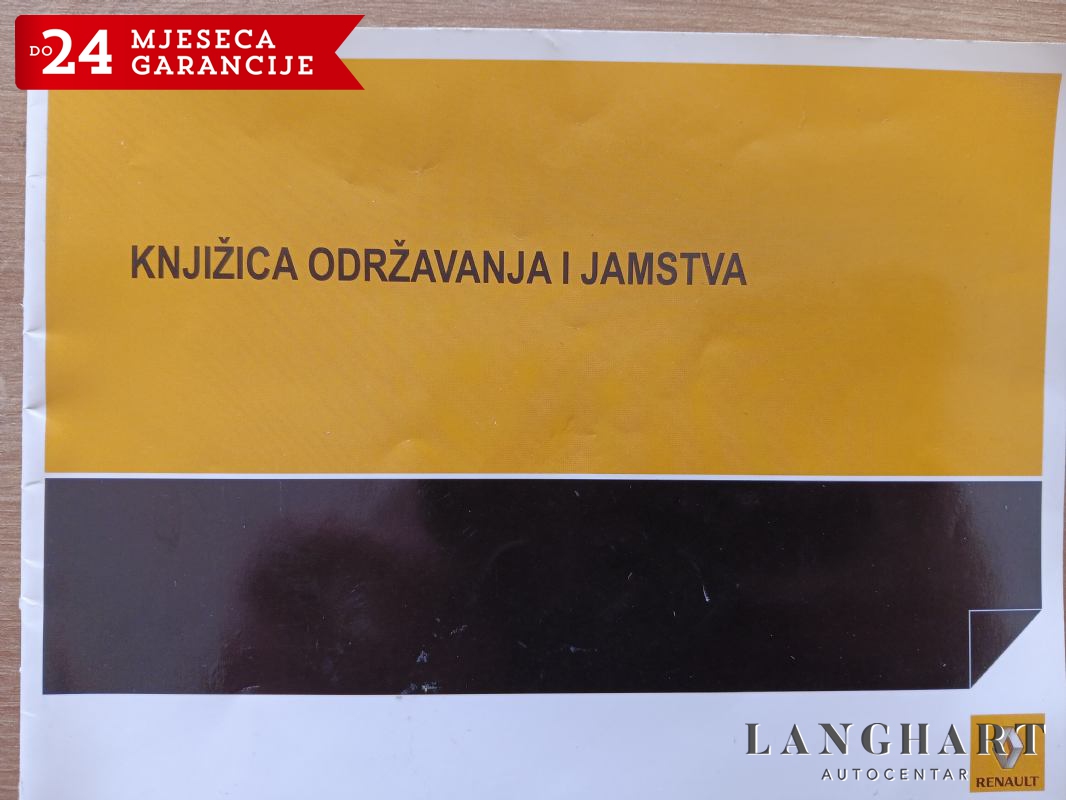 DO 24 MJESECA
GARANCIJE
KNJIŽICA ODRŽAVANJA I JAMSTVA
LANGHART
AUTOCENTAR
RENAULT